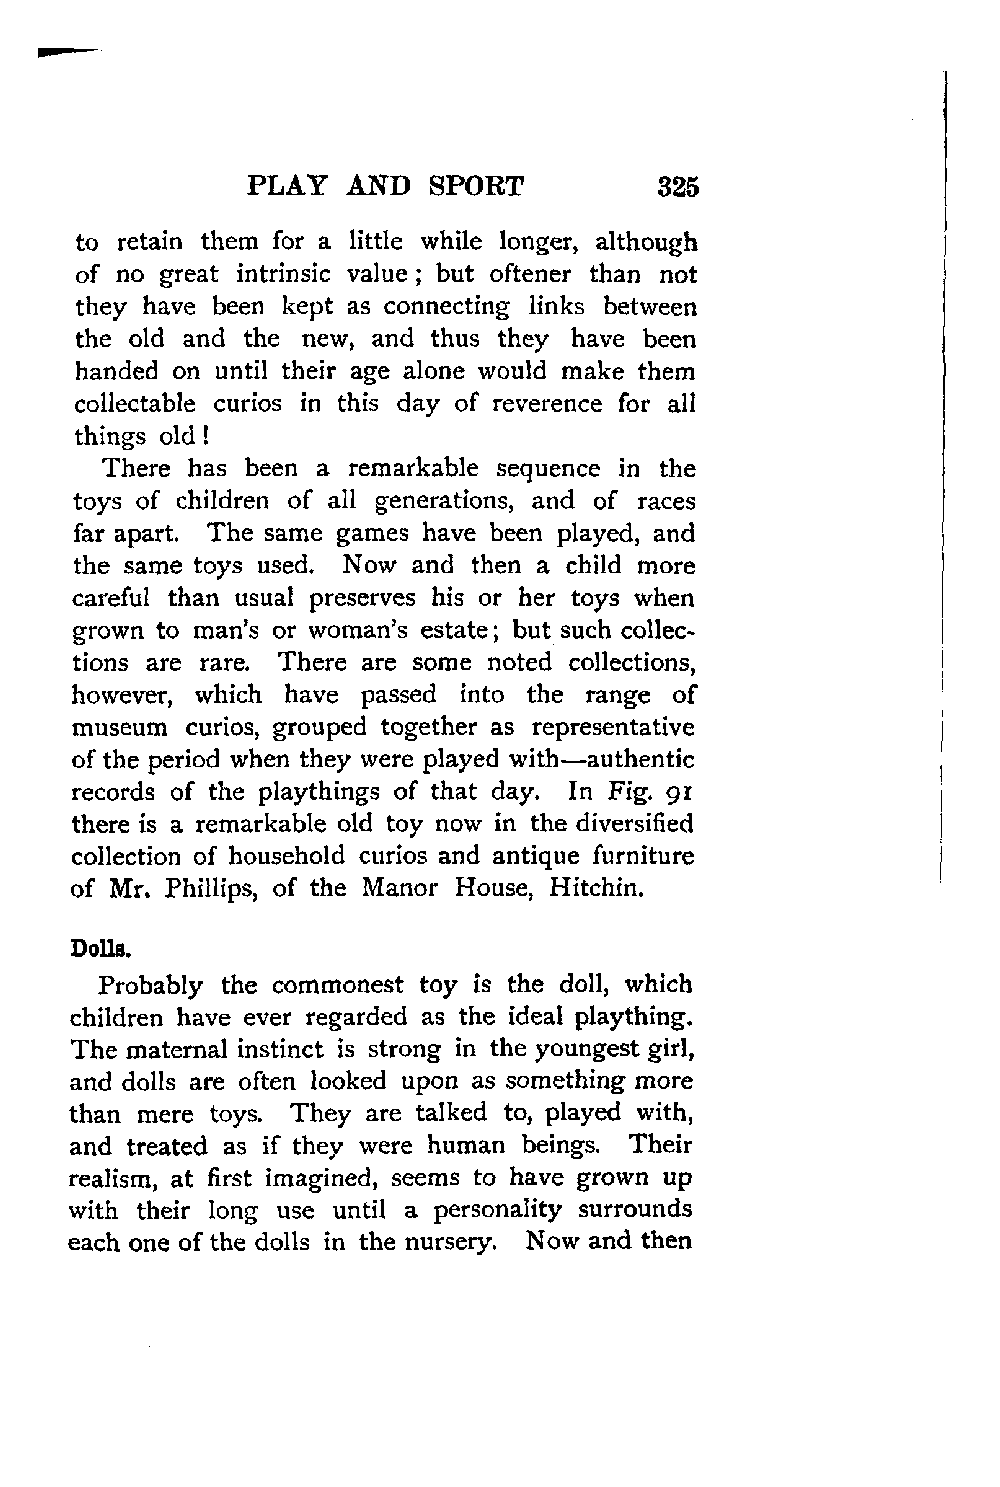 PLAY AND SPORT 325
to retain them for a little while longer, although
of no great intrinsic value ; but oftener than not
they have been kept as connecting links between
the old and the new, and thus they have been
handed on until their age alone would make them
collectable curios in this day of reverence for all
things old !
There has been a remarkable sequence in the
toys of children of all generations, and of races
far apart. The same games have been played, and
the same toys used. Now and then a child more
careful than usual preserves his or her toys when
grown to man's or woman's estate; but such collec-
tions are rare. There are some noted collections,
however, which have passed into the range of
museum curios, grouped together as representative
of the period when they were played with—authentic
records of the playthings of that day. In Fig. 91
there is a remarkable old toy now in the diversified
collection of household curios and antique furniture
of Mr. Phillips, of the Manor House, Hitchin.
Dolls.
Probably the commonest toy is the doll, which
children have ever regarded as the ideal plaything.
The maternal instinct is strong in the youngest girl,
and dolls are often looked upon as something more
than mere toys. They are talked to, played with,
and treated as if they were human beings. Their
realism, at first imagined, seems to have grown up
with their long use until a personality surrounds
each one of the dolls in the nursery. Now and then